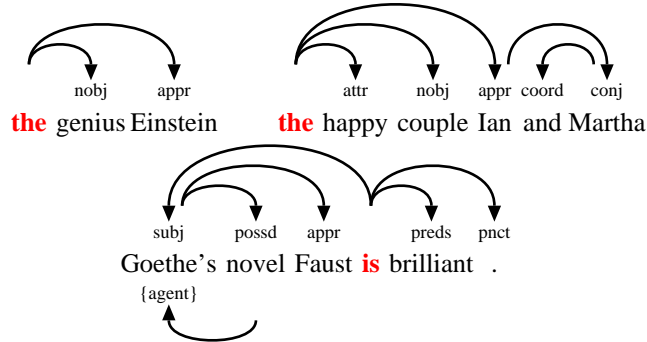 nobj appr
the genius Einstein
attr nobj appr coord conj
the happy couple Ian and Martha
subj possd appr preds pnct
Goethe's novel Faust is brilliant .
{agent}